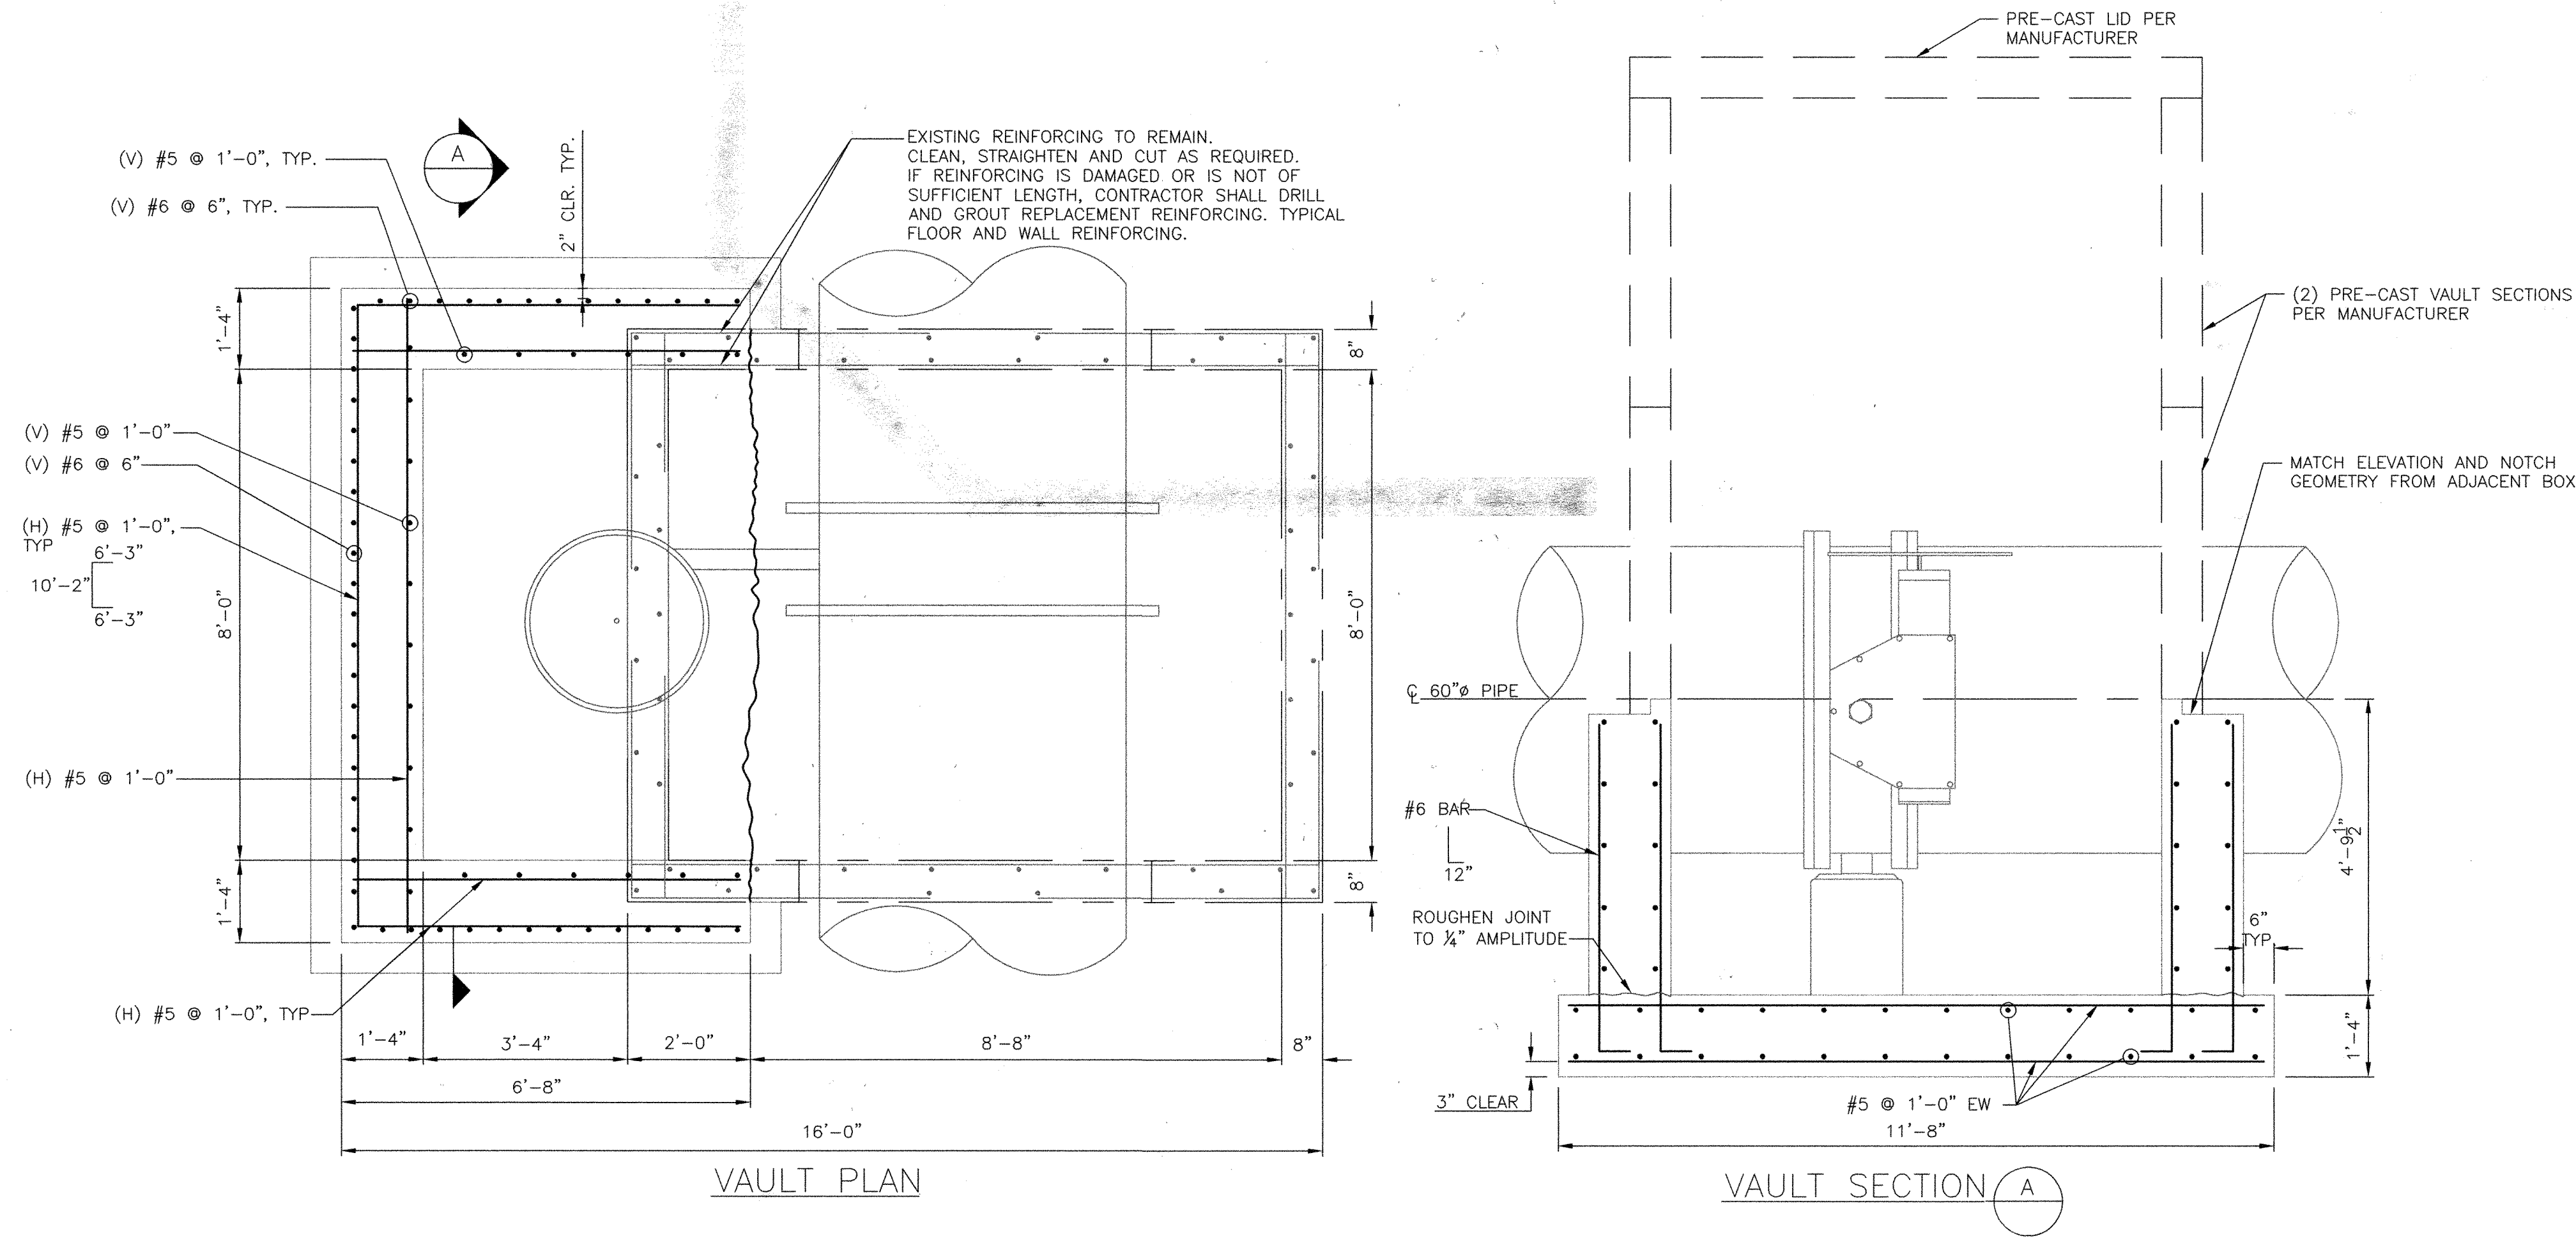 PRE-CAST LID PER
MANUFACTURER
A
(V) #5 @ 1'-0", TYP.
(V) #6 @ 6", TYP.
2" CLR. TYP.
EXISTING REINFORCING TO REMAIN.
CLEAN, STRAIGHTEN AND CUT AS REQUIRED.
IF REINFORCING IS DAMAGED OR IS NOT OF
SUFFICIENT LENGTH, CONTRACTOR SHALL DRILL
AND GROUT REPLACEMENT REINFORCING. TYPICAL
FLOOR AND WALL REINFORCING.
1'-4"
8"
(V) #5 @ 1'-0"
(V) #6 @ 6"
(H) #5 @ 1'-0",
TYP
6'-3"
10'-2"
6'-3"
8'-0"
8'-0"
(H) #5 @ 1'-0"
1'-4"
8"
(H) #5 @ 1'-0", TYP
1'-4"
3'-4"
2'-0"
8'-8"
8"
6'-8"
16'-0"
VAULT PLAN
(2) PRE-CAST VAULT SECTIONS
PER MANUFACTURER
MATCH ELEVATION AND NOTCH
GEOMETRY FROM ADJACENT BOX
℄ 60"ø PIPE
#6 BAR
12"
4'-9½"
ROUGHEN JOINT
TO ¼" AMPLITUDE
6"
TYP
1'-4"
3" CLEAR
#5 @ 1'-0" EW
11'-8"
VAULT SECTION
A